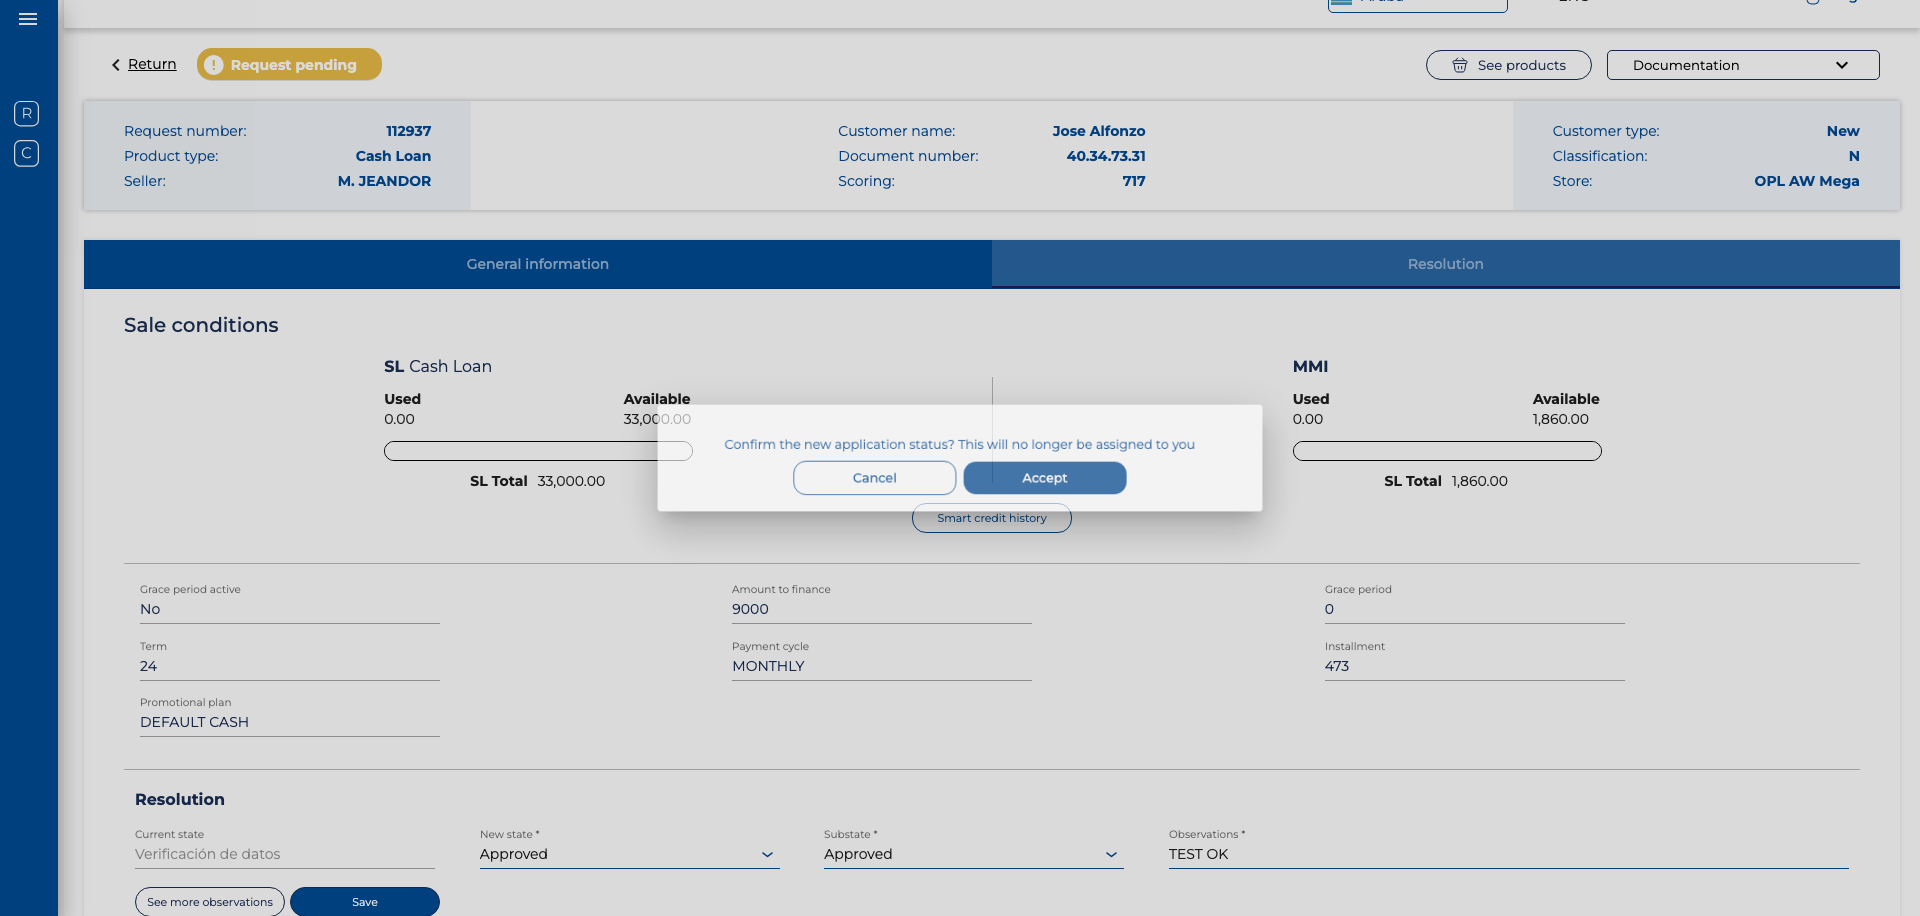 R
C
Return
Request pending
See products
Documentation
Request number: 112937
Product type: Cash Loan
Seller: M. JEANDOR
Customer name: Jose Alfonzo
Document number: 40.34.73.31
Scoring: 717
Customer type: New
Classification: N
Store: OPL AW Mega
General information
Resolution
Sale conditions
SL Cash Loan
Used Available
0.00 33,000.00
SL Total 33,000.00
MMI
Used Available
0.00 1,860.00
SL Total 1,860.00
Confirm the new application status? This will no longer be assigned to you
Cancel Accept
Smart credit history
Grace period active
No
Amount to finance
9000
Grace period
0
Term
24
Payment cycle
MONTHLY
Installment
473
Promotional plan
DEFAULT CASH
Resolution
Current state
Verificación de datos
New state *
Approved
Substate *
Approved
Observations *
TEST OK
See more observations
Save